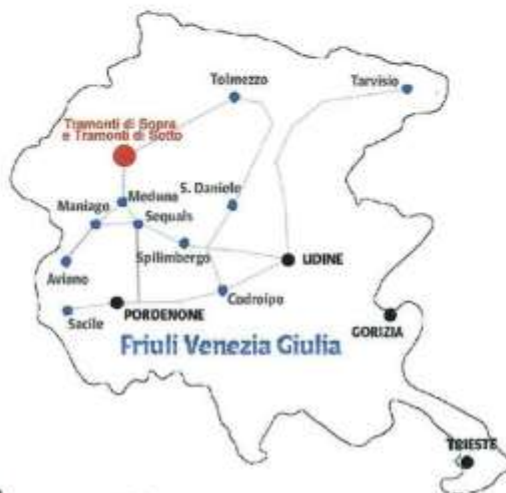 Tolmezzo
Tarvisio
Tramonti di Sopra
e Tramonti di Sotto
Meduna
S. Daniele
Maniago
Sequals
Spilimbergo
UDINE
Aviano
Codroipo
PORDENONE
Sacile
GORIZIA
Friuli Venezia Giulia
TRIESTE